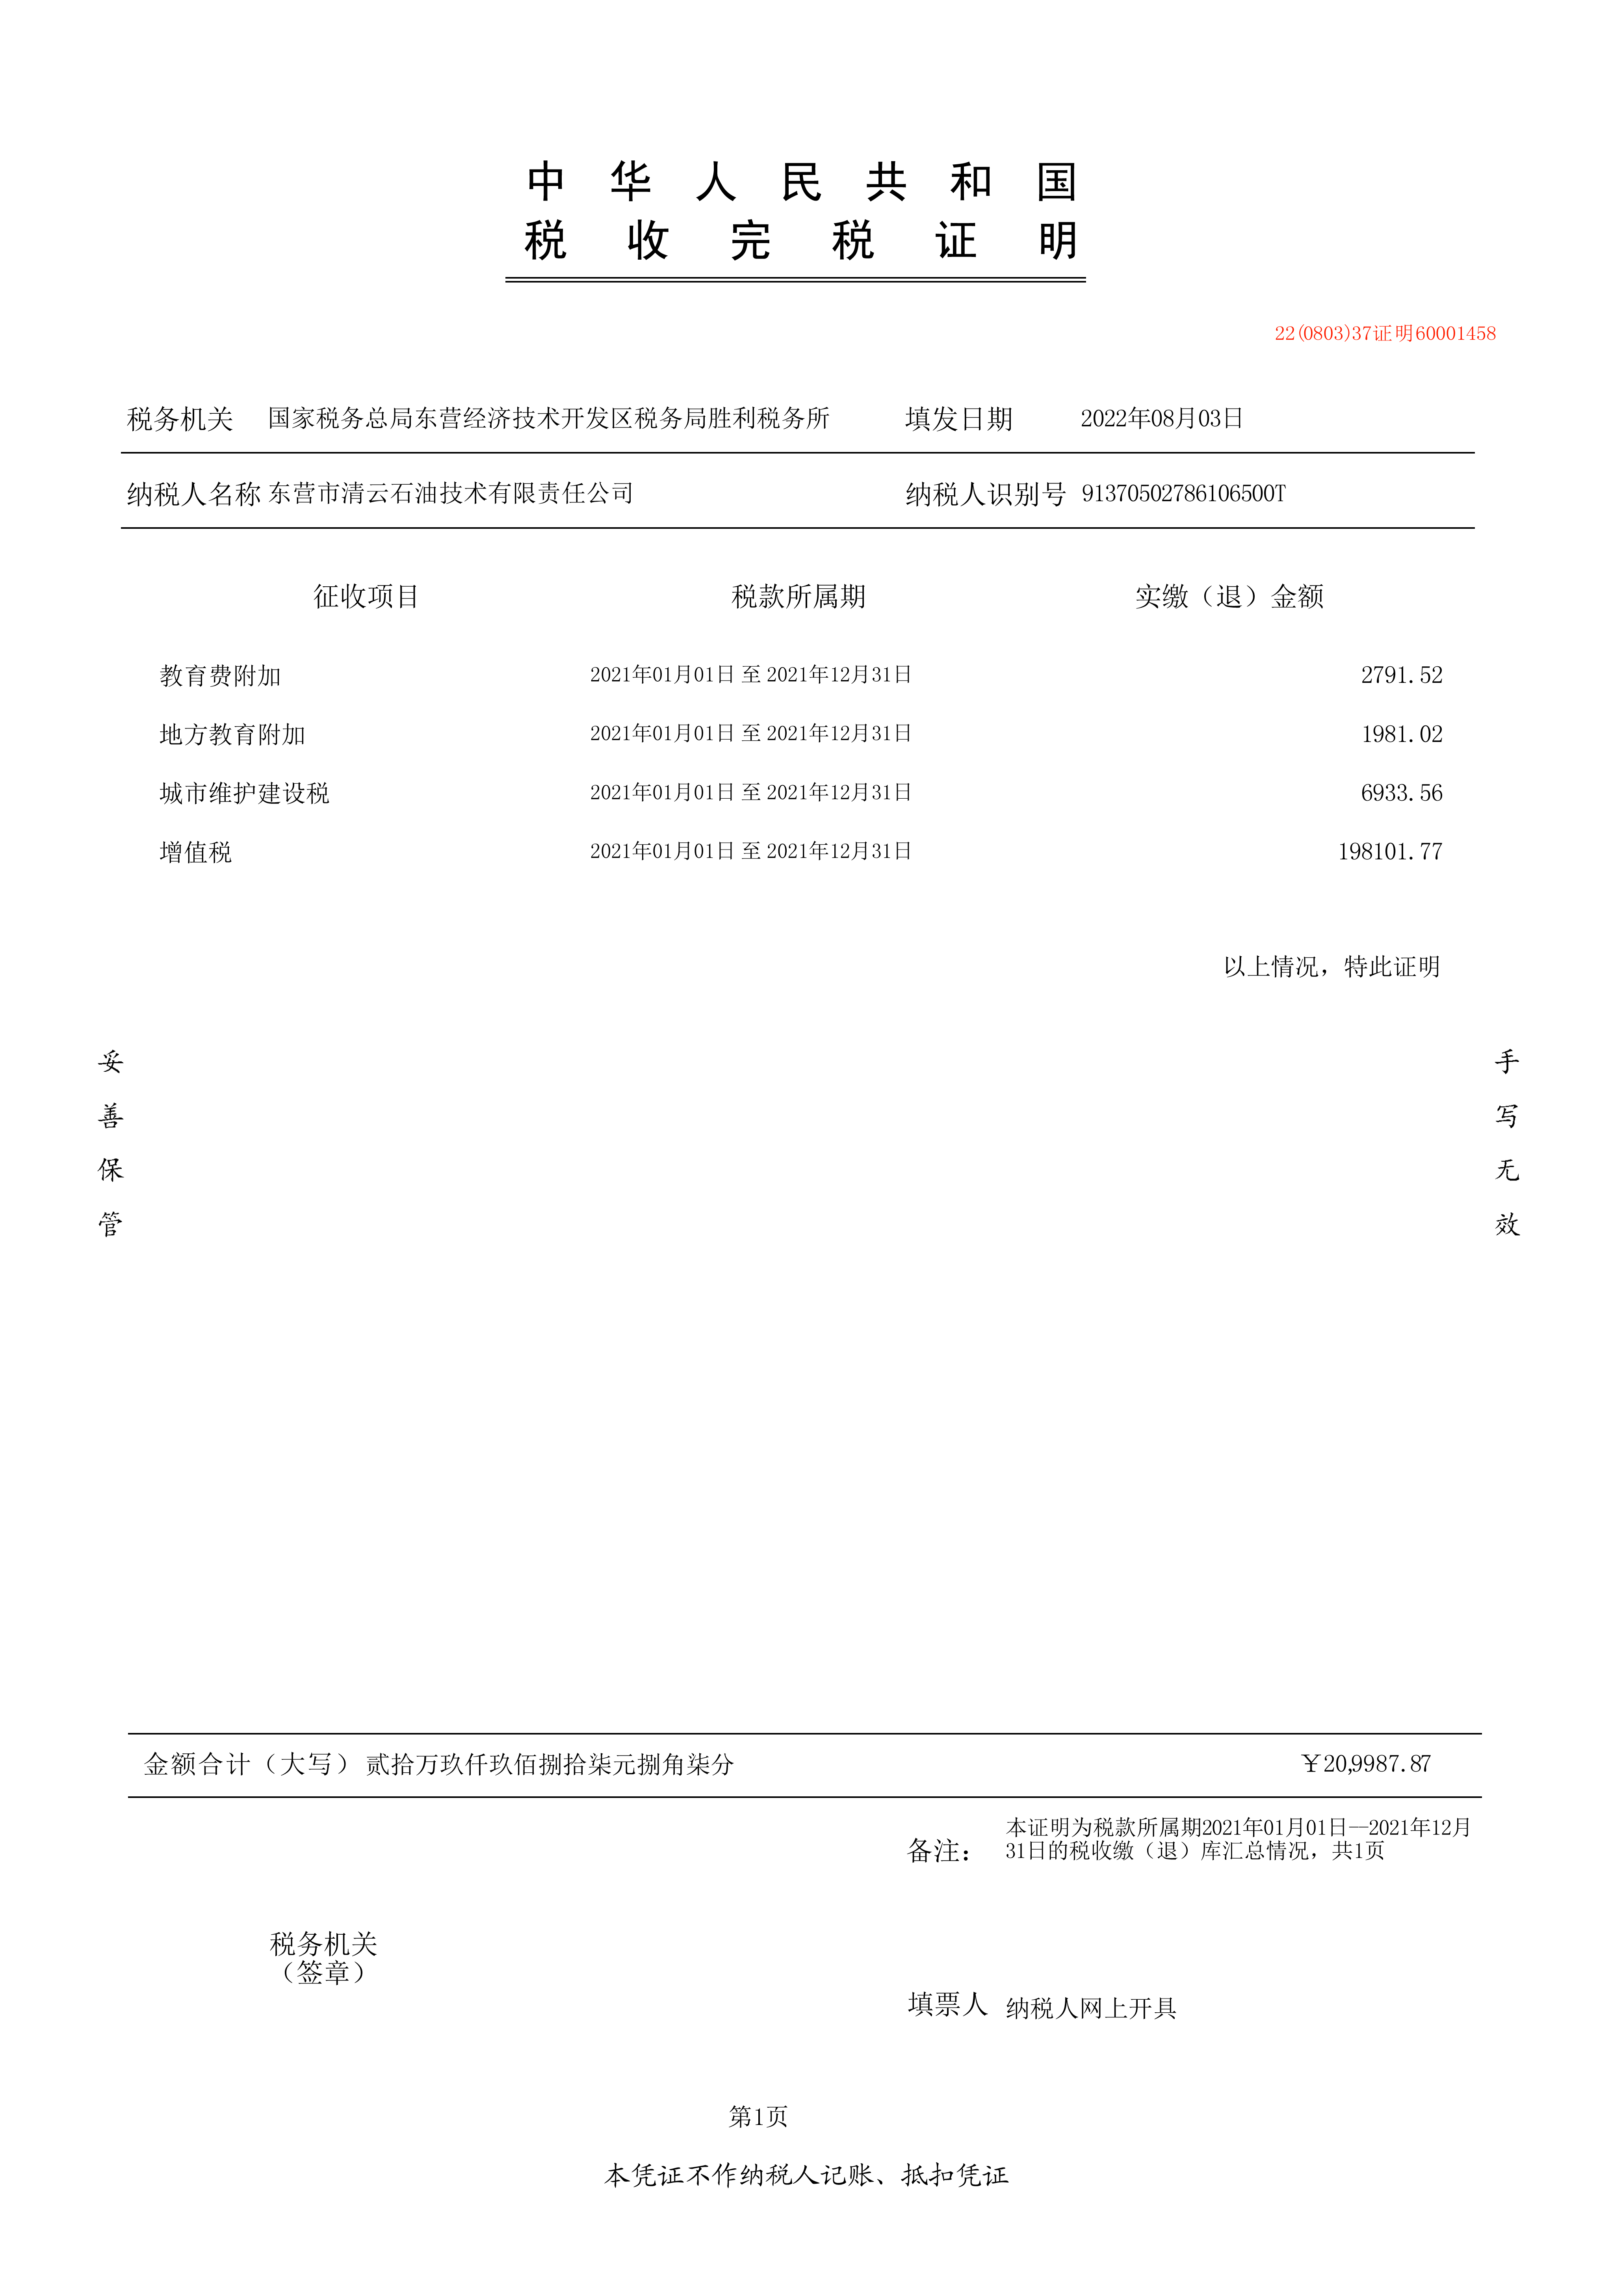 中华人民共和国
税收完税证明
22(0803)37证明60001458
税务机关 国家税务总局东营经济技术开发区税务局胜利税务所 填发日期 2022年08月03日
纳税人名称 东营市清云石油技术有限责任公司 纳税人识别号 91370502786106500T
征收项目 税款所属期 实缴（退）金额
教育费附加 2021年01月01日 至 2021年12月31日 2791.52
地方教育附加 2021年01月01日 至 2021年12月31日 1981.02
城市维护建设税 2021年01月01日 至 2021年12月31日 6933.56
增值税 2021年01月01日 至 2021年12月31日 198101.77
以上情况，特此证明
妥善保管
手写无效
金额合计（大写） 贰拾万玖仟玖佰捌拾柒元捌角柒分 ￥20,9987.87
备注： 本证明为税款所属期2021年01月01日—2021年12月
31日的税收缴（退）库汇总情况，共1页
税务机关
（签章）
填票人 纳税人网上开具
第1页
本凭证不作纳税人记账、抵扣凭证